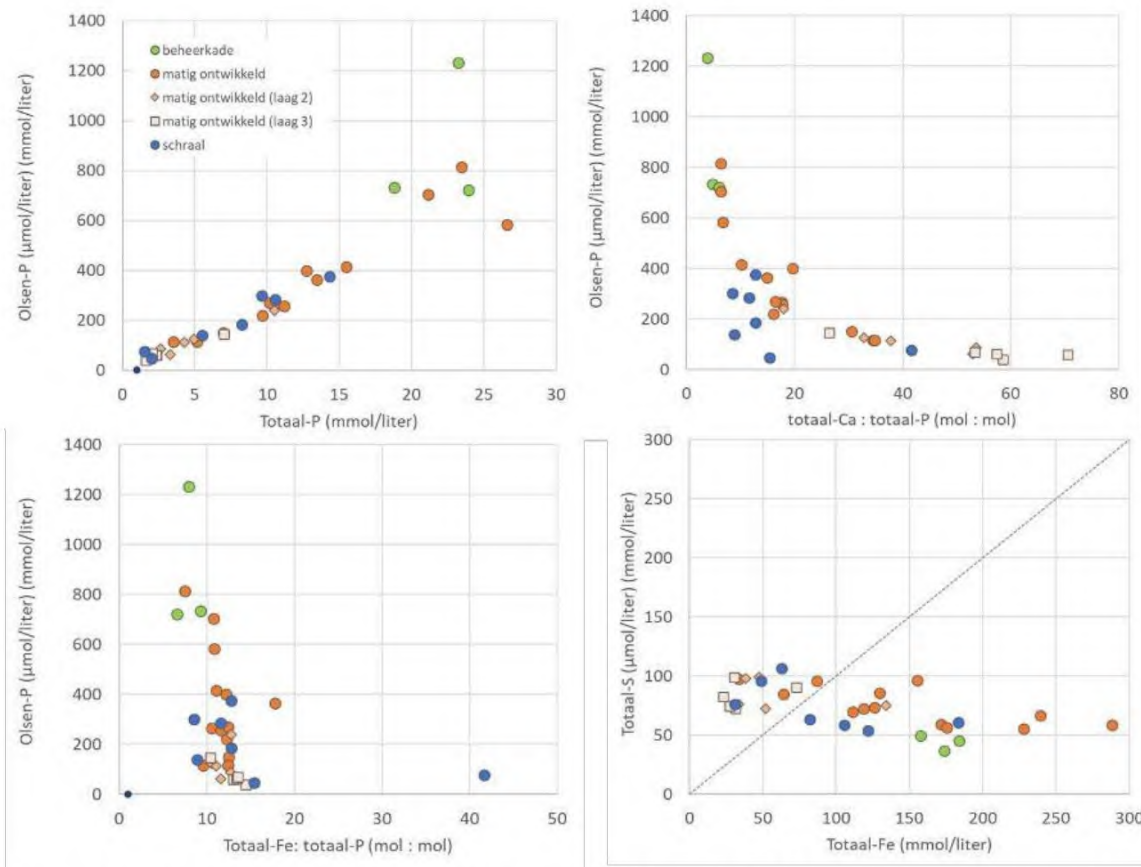 Olsen-P (µmol/liter) (mmol/liter)
1400
1200
1000
800
600
400
200
0
beheerkade
matig ontwikkeld
matig ontwikkeld (laag 2)
matig ontwikkeld (laag 3)
schraal
0 5 10 15 20 25 30
Totaal-P (mmol/liter)
Olsen-P (µmol/liter) (mmol/liter)
1400
1200
1000
800
600
400
200
0
0 20 40 60 80
totaal-Ca : totaal-P (mol : mol)
Olsen-P (µmol/liter) (mmol/liter)
1400
1200
1000
800
600
400
200
0
0 10 20 30 40 50
Totaal-Fe: totaal-P (mol : mol)
Totaal-S (µmol/liter) (mmol/liter)
300
250
200
150
100
50
0
0 50 100 150 200 250 300
Totaal-Fe (mmol/liter)